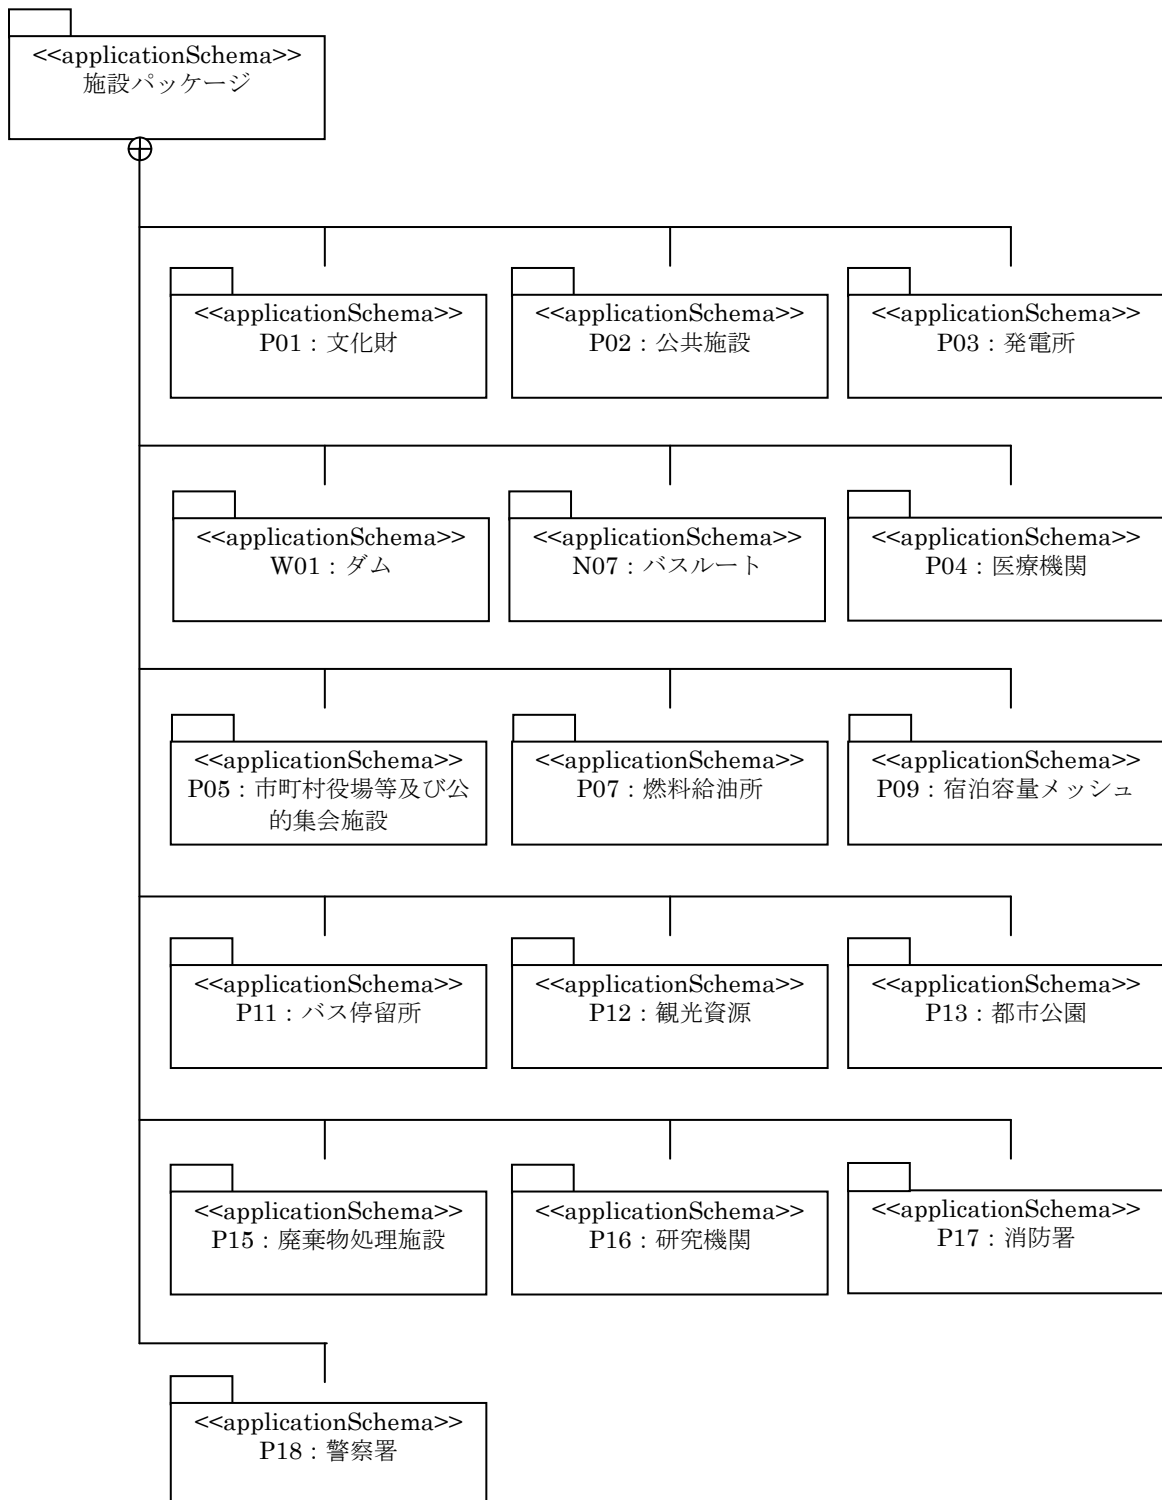 <<applicationSchema>>
施設パッケージ
<<applicationSchema>>
P01：文化財
<<applicationSchema>>
P02：公共施設
<<applicationSchema>>
P03：発電所
<<applicationSchema>>
W01：ダム
<<applicationSchema>>
N07：バスルート
<<applicationSchema>>
P04：医療機関
<<applicationSchema>>
P05：市町村役場等及び公
的集会施設
<<applicationSchema>>
P07：燃料給油所
<<applicationSchema>>
P09：宿泊容量メッシュ
<<applicationSchema>>
P11：バス停留所
<<applicationSchema>>
P12：観光資源
<<applicationSchema>>
P13：都市公園
<<applicationSchema>>
P15：廃棄物処理施設
<<applicationSchema>>
P16：研究機関
<<applicationSchema>>
P17：消防署
<<applicationSchema>>
P18：警察署